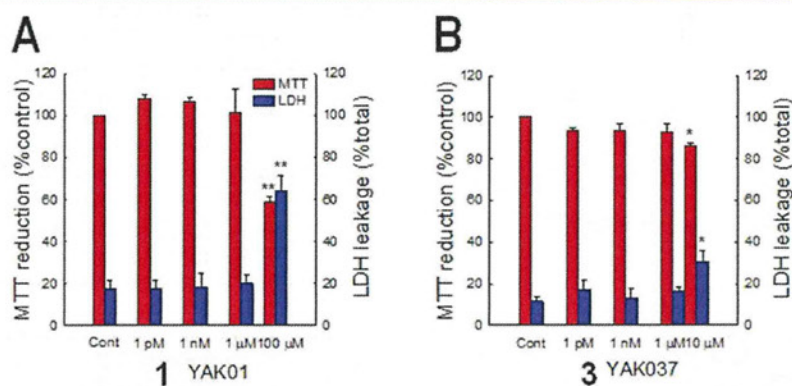 A
MTT reduction (%control)
120
100
80
60
40
20
0
MTT
LDH
** **
120
100
80
60
40
20
0
LDH leakage (%total)
Cont 1 pM 1 nM 1 μM 100 μM
1 YAK01
B
MTT reduction (%control)
120
100
80
60
40
20
0
*
*
120
100
80
60
40
20
0
LDH leakage (%total)
Cont 1 pM 1 nM 1 μM 10 μM
3 YAK037